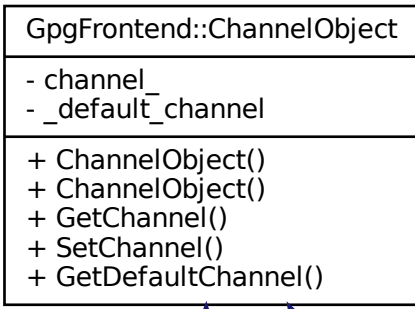 GpgFrontend::ChannelObject
- channel_
- _default_channel
+ ChannelObject()
+ ChannelObject()
+ GetChannel()
+ SetChannel()
+ GetDefaultChannel()